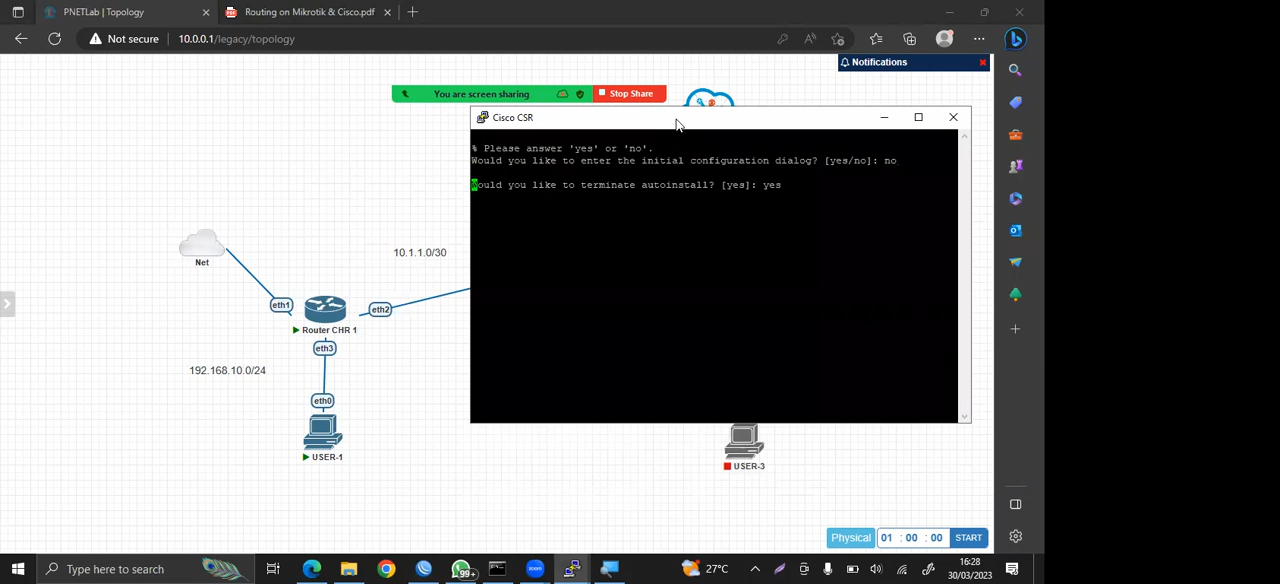 PNETLab | Topology
Routing on Mikrotik & Cisco.pdf
Not secure
10.0.0.1/legacy/topology
Notifications
You are screen sharing
Stop Share
Cisco CSR
% Please answer 'yes' or 'no'.
Would you like to enter the initial configuration dialog? [yes/no]: no
Would you like to terminate autoinstall? [yes]: yes
Net
10.1.1.0/30
eth1
eth2
Router CHR 1
eth3
192.168.10.0/24
eth0
USER-1
USER-3
Physical
01 : 00 : 00
START
Type here to search
99+
zoom
27°C
16:28
30/03/2023